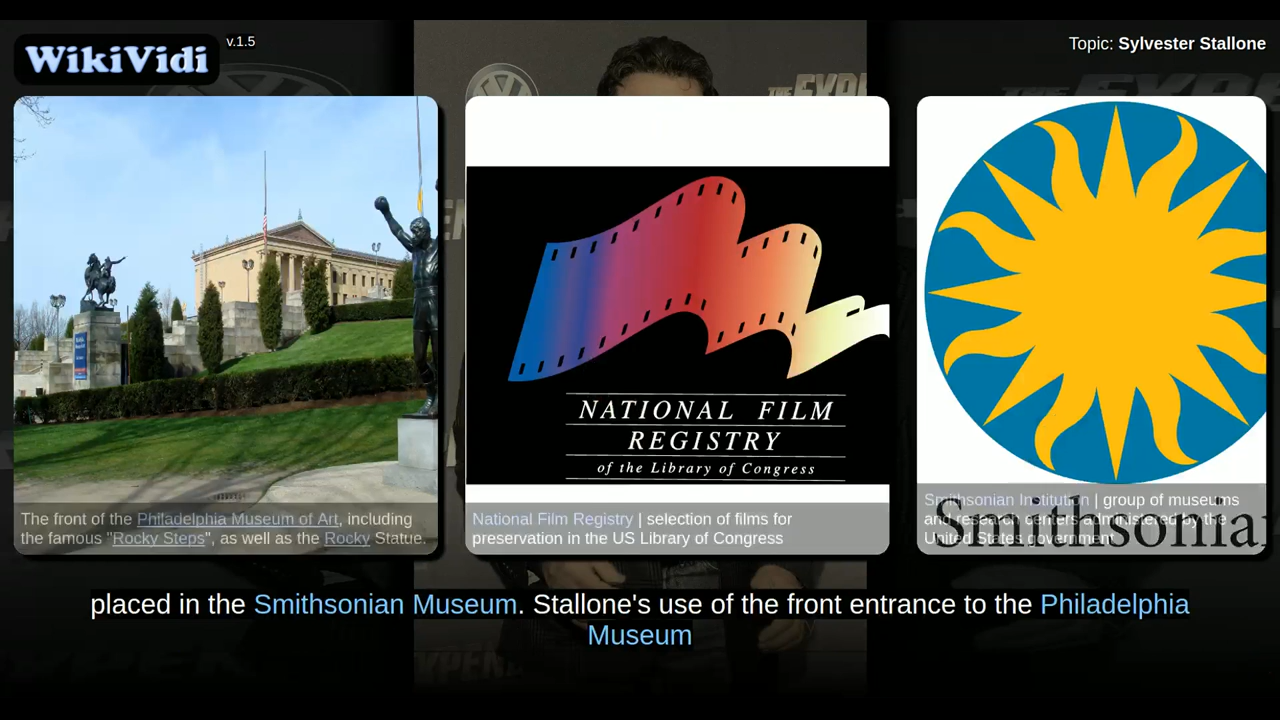 WikiVidi
v.1.5
Topic: Sylvester Stallone
THE EXPE
The front of the Philadelphia Museum of Art, including
the famous "Rocky Steps", as well as the Rocky Statue.
NATIONAL FILM
REGISTRY
of the Library of Congress
National Film Registry | selection of films for
preservation in the US Library of Congress
Smithsonian Institution | group of museums
and research centers administered by the
United States government
Smithsonian
placed in the Smithsonian Museum. Stallone's use of the front entrance to the Philadelphia
Museum